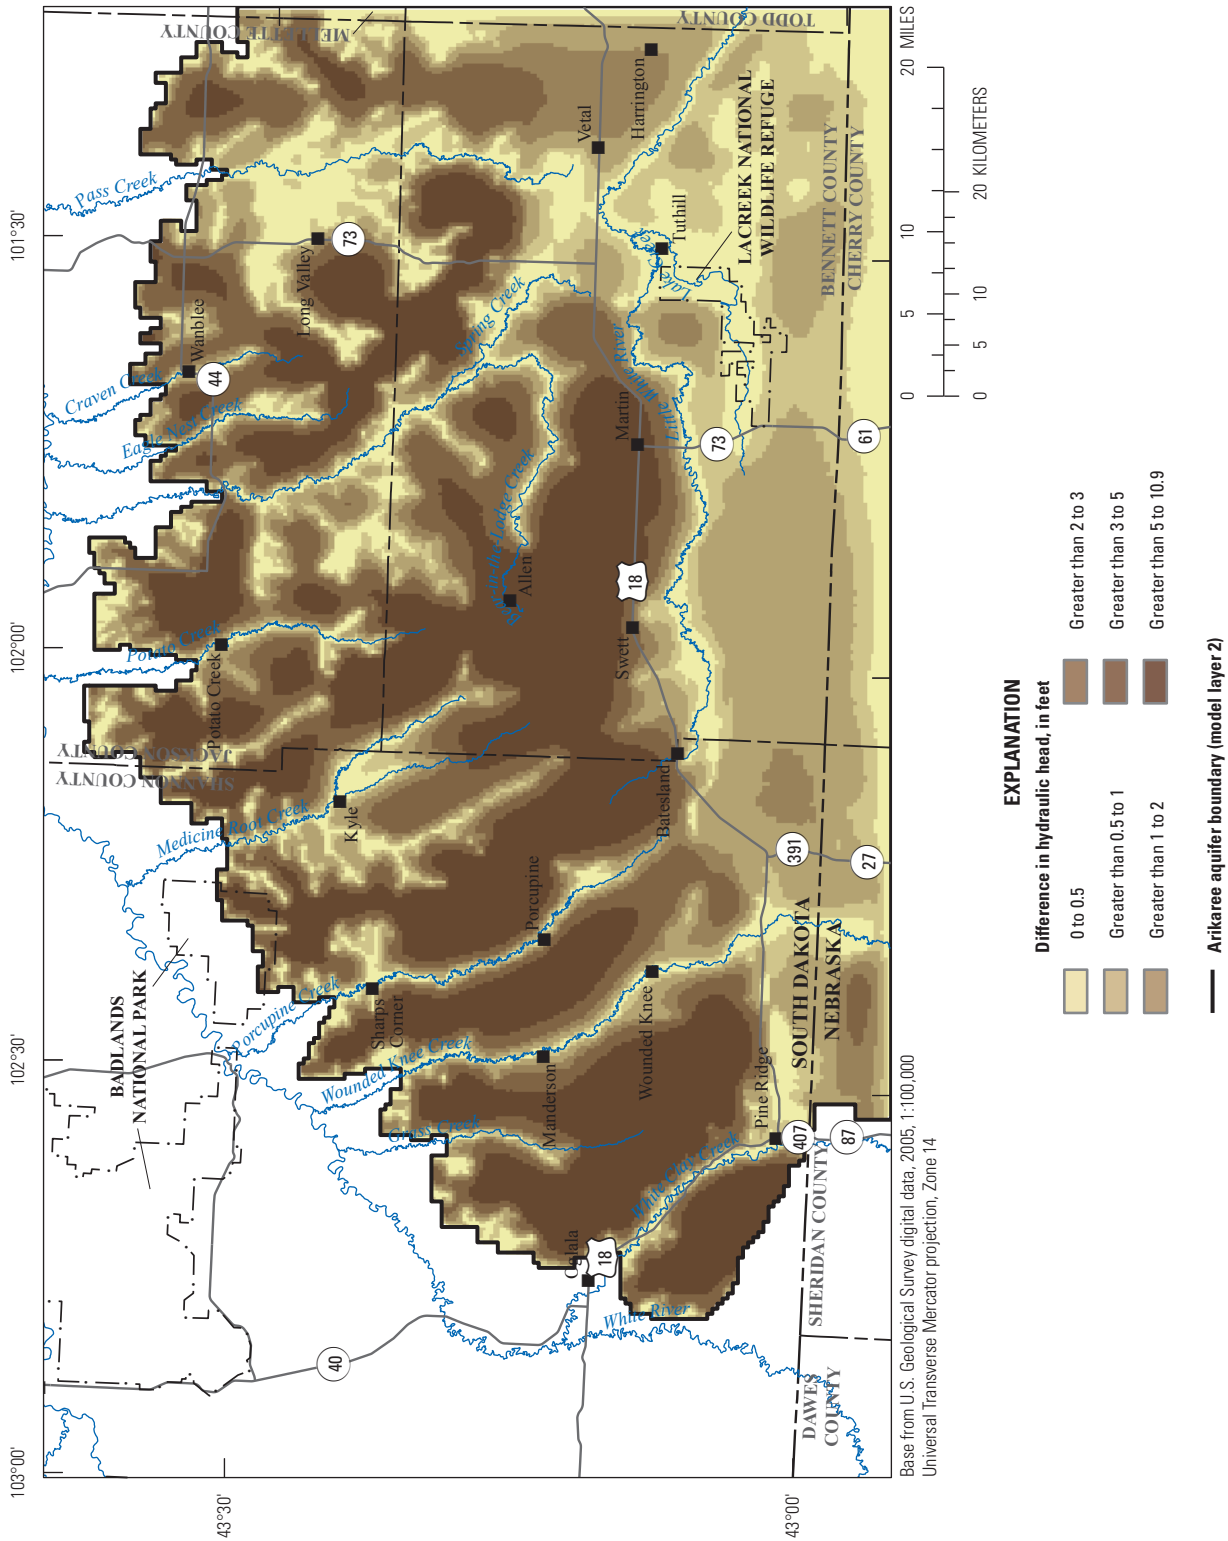 103°00'
102°30'
102°00'
101°30'
43°30'
43°00'
BADLANDS
NATIONAL PARK
SHANNON COUNTY
JACKSON COUNTY
MELLETTE COUNTY
TODD COUNTY
BENNETT COUNTY
CHERRY COUNTY
SOUTH DAKOTA
NEBRASKA
SHERIDAN COUNTY
DAWES
COUNTY
LACREEK NATIONAL
WILDLIFE REFUGE
White River
White Clay Creek
Grass Creek
Wounded Knee Creek
Porcupine Creek
Medicine Root Creek
Potato Creek
Eagle Nest Creek
Craven Creek
Pass Creek
Spring Creek
Little White River
Lake Creek
Oglala
Pine Ridge
Manderson
Wounded Knee
Sharps
Corner
Porcupine
Kyle
Potato Creek
Batesland
Swett
Allen
Martin
Wanblee
Long Valley
Tuthill
Vetal
Harrington
40
18
407
87
391
27
18
73
61
44
73
Base from U.S. Geological Survey digital data, 2005, 1:100,000
Universal Transverse Mercator projection, Zone 14
0 5 10 20 MILES
0 5 10 20 KILOMETERS
EXPLANATION
Difference in hydraulic head, in feet
0 to 0.5
Greater than 0.5 to 1
Greater than 1 to 2
Greater than 2 to 3
Greater than 3 to 5
Greater than 5 to 10.9
Arikaree aquifer boundary (model layer 2)